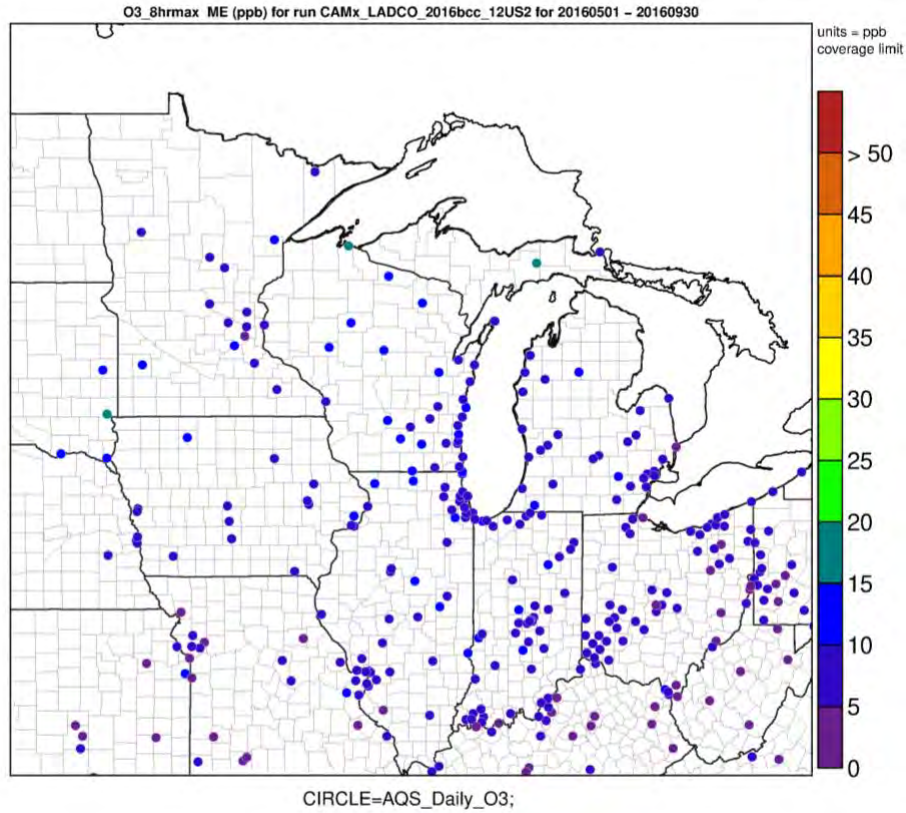 O3_8hrmax ME (ppb) for run CAMx_LADCO_2016bcc_12US2 for 20160501 – 20160930
units = ppb
coverage limit
> 50
45
40
35
30
25
20
15
10
5
0
CIRCLE=AQS_Daily_O3;